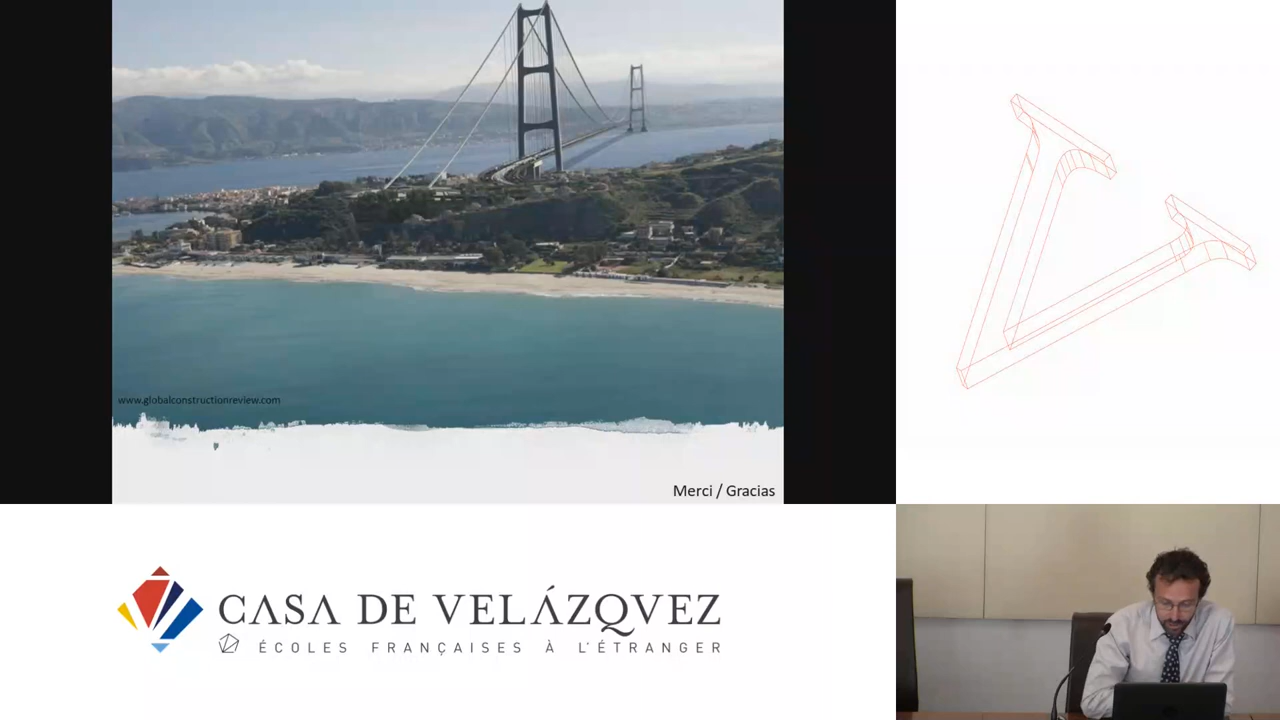 www.globalconstructionreview.com
Merci / Gracias
CASA DE VELÁZQVEZ
ÉCOLES FRANÇAISES À L'ÉTRANGER